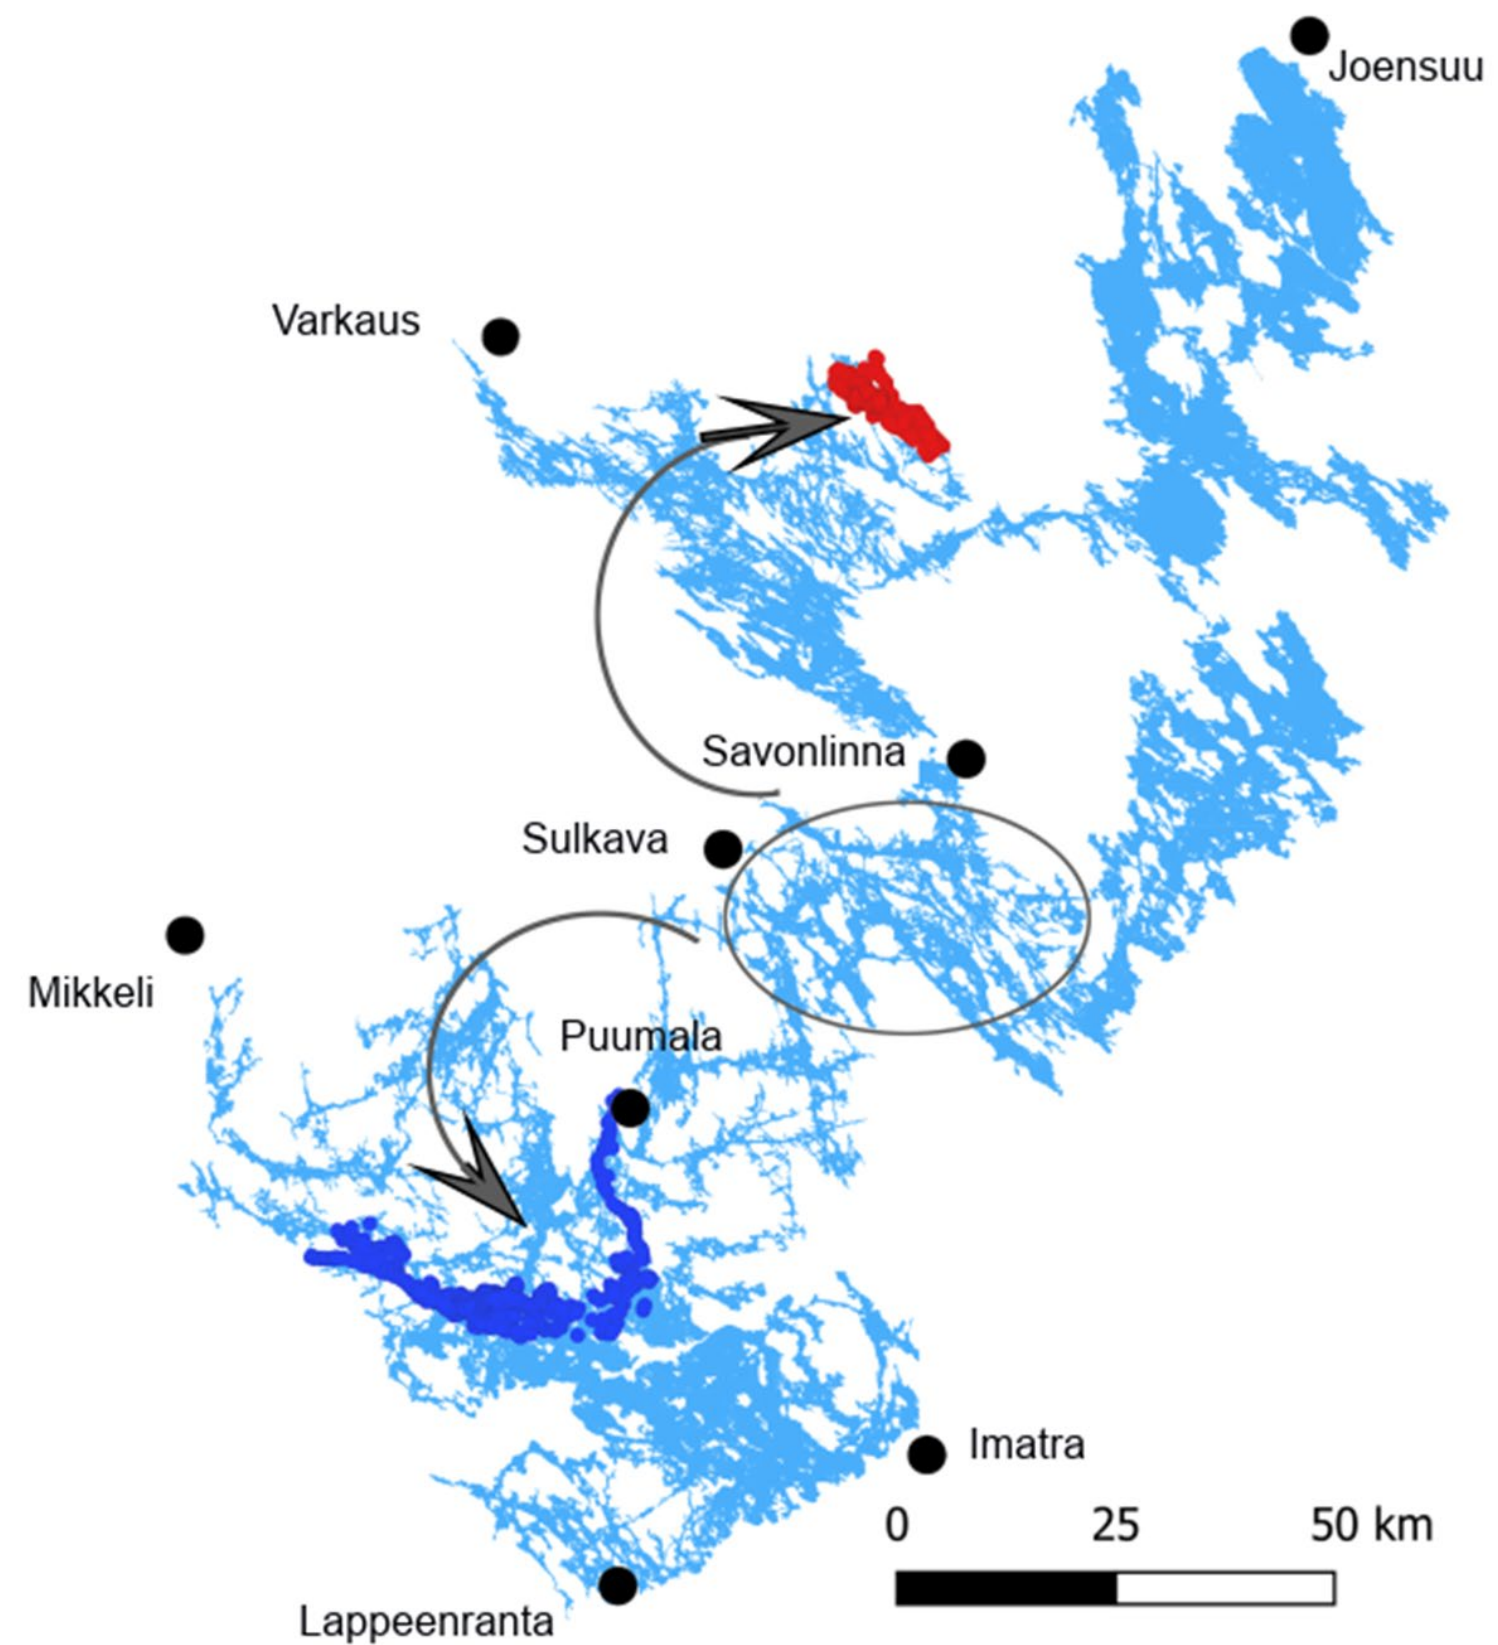 Joensuu
Varkaus
Savonlinna
Sulkava
Mikkeli
Puumala
Imatra
0 25 50 km
Lappeenranta